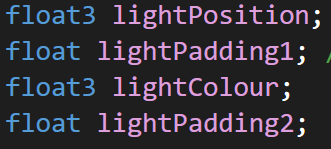 float3 lightPosition;
float lightPadding1; /
float3 lightColour;
float lightPadding2;